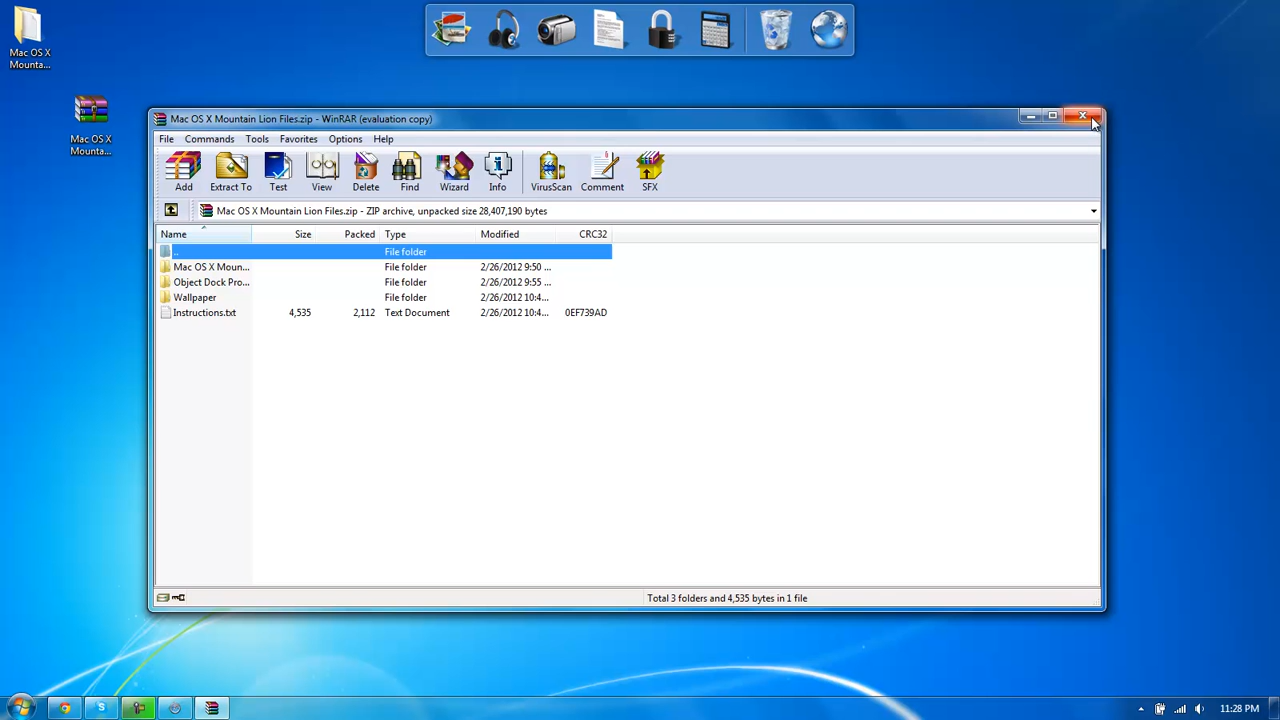 Mac OS X
Mounta...
Mac OS X
Mounta...
Mac OS X Mountain Lion Files.zip - WinRAR (evaluation copy)
File Commands Tools Favorites Options Help
Add Extract To Test View Delete Find Wizard Info VirusScan Comment SFX
Mac OS X Mountain Lion Files.zip - ZIP archive, unpacked size 28,407,190 bytes
Name Size Packed Type Modified CRC32
.. File folder
Mac OS X Moun... File folder 2/26/2012 9:50 ...
Object Dock Pro... File folder 2/26/2012 9:55 ...
Wallpaper File folder 2/26/2012 10:4...
Instructions.txt 4,535 2,112 Text Document 2/26/2012 10:4... 0EF739AD
Total 3 folders and 4,535 bytes in 1 file
11:28 PM